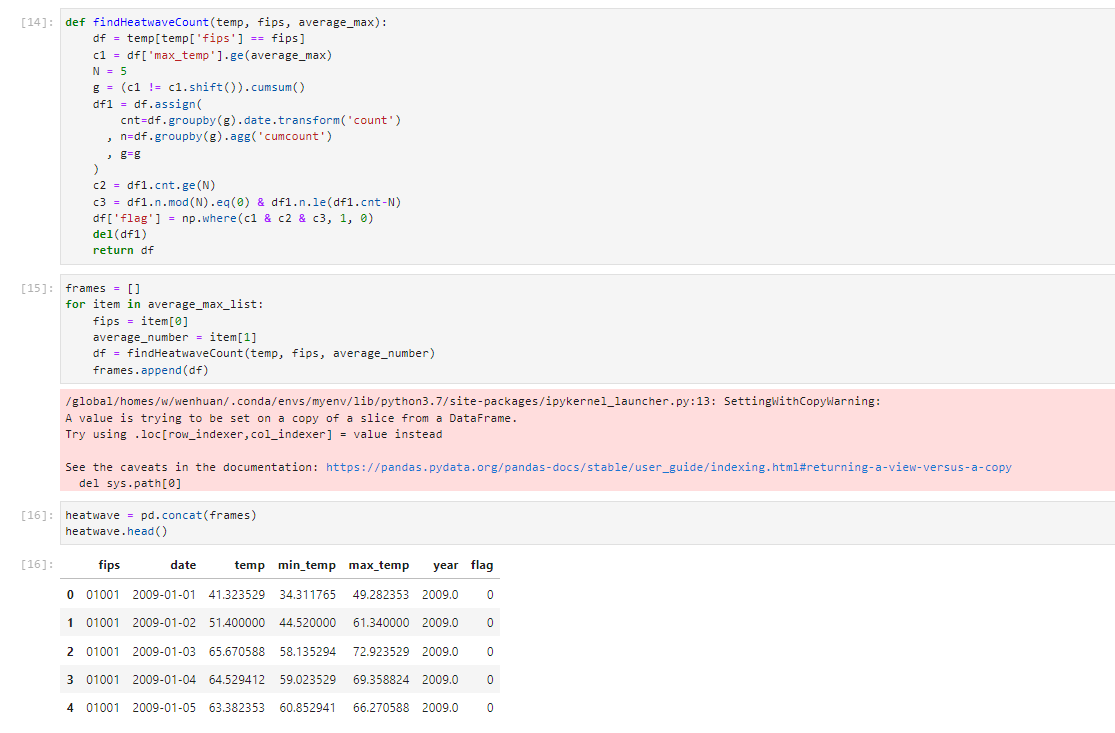 [14]: def findHeatwaveCount(temp, fips, average_max):
    df = temp[temp['fips'] == fips]
    c1 = df['max_temp'].ge(average_max)
    N = 5
    g = (c1 != c1.shift()).cumsum()
    df1 = df.assign(
        cnt=df.groupby(g).date.transform('count')
      , n=df.groupby(g).agg('cumcount')
      , g=g
    )
    c2 = df1.cnt.ge(N)
    c3 = df1.n.mod(N).eq(0) & df1.n.le(df1.cnt-N)
    df['flag'] = np.where(c1 & c2 & c3, 1, 0)
    del(df1)
    return df
[15]: frames = []
for item in average_max_list:
    fips = item[0]
    average_number = item[1]
    df = findHeatwaveCount(temp, fips, average_number)
    frames.append(df)
/global/homes/w/wenhuan/.conda/envs/myenv/lib/python3.7/site-packages/ipykernel_launcher.py:13: SettingWithCopyWarning:
A value is trying to be set on a copy of a slice from a DataFrame.
Try using .loc[row_indexer,col_indexer] = value instead
See the caveats in the documentation: https://pandas.pydata.org/pandas-docs/stable/user_guide/indexing.html#returning-a-view-versus-a-copy
  del sys.path[0]
[16]: heatwave = pd.concat(frames)
heatwave.head()
[16]: fips date temp min_temp max_temp year flag
0 01001 2009-01-01 41.323529 34.311765 49.282353 2009.0 0
1 01001 2009-01-02 51.400000 44.520000 61.340000 2009.0 0
2 01001 2009-01-03 65.670588 58.135294 72.923529 2009.0 0
3 01001 2009-01-04 64.529412 59.023529 69.358824 2009.0 0
4 01001 2009-01-05 63.382353 60.852941 66.270588 2009.0 0